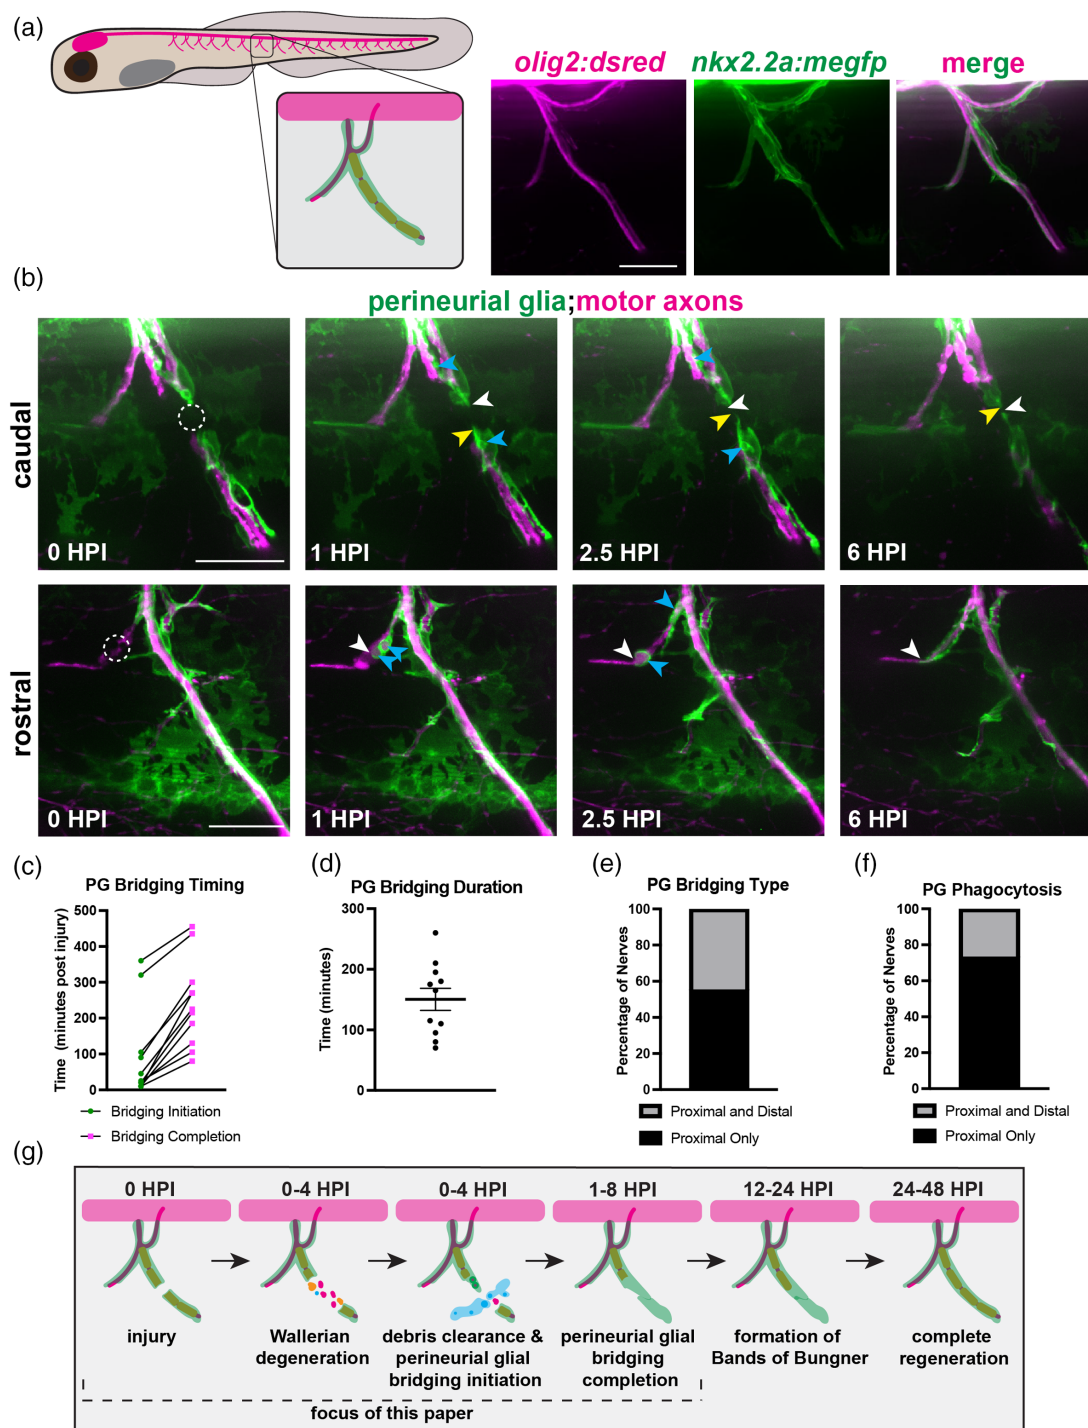 (a)
olig2:dsred
nkx2.2a:megfp
merge
(b)
perineurial glia;motor axons
caudal
0 HPI
1 HPI
2.5 HPI
6 HPI
rostral
0 HPI
1 HPI
2.5 HPI
6 HPI
(c)
PG Bridging Timing
Time (minutes post injury)
500
400
300
200
100
0
Bridging Initiation
Bridging Completion
(d)
PG Bridging Duration
Time (minutes)
300
200
100
0
(e)
PG Bridging Type
Percentage of Nerves
100
80
60
40
20
0
Proximal and Distal
Proximal Only
(f)
PG Phagocytosis
Percentage of Nerves
100
80
60
40
20
0
Proximal and Distal
Proximal Only
(g)
0 HPI
0-4 HPI
0-4 HPI
1-8 HPI
12-24 HPI
24-48 HPI
injury
Wallerian
degeneration
debris clearance &
perineurial glial
bridging initiation
perineurial glial
bridging
completion
formation of
Bands of Bungner
complete
regeneration
focus of this paper